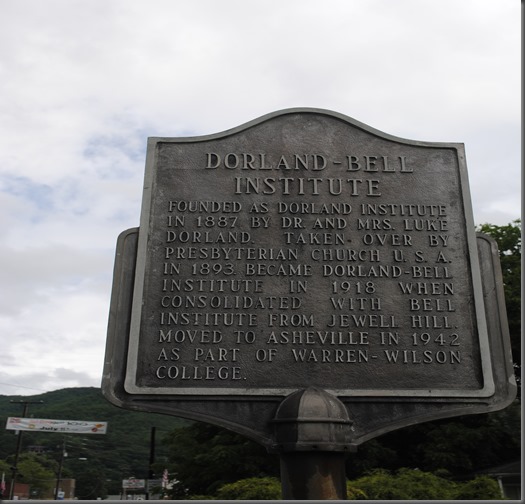 DORLAND-BELL
INSTITUTE
FOUNDED AS DORLAND INSTITUTE
IN 1887 BY DR. AND MRS. LUKE
DORLAND. TAKEN OVER BY
PRESBYTERIAN CHURCH U. S. A.
IN 1893. BECAME DORLAND-BELL
INSTITUTE IN 1918 WHEN
CONSOLIDATED WITH BELL
INSTITUTE FROM JEWELL HILL.
MOVED TO ASHEVILLE IN 1942
AS PART OF WARREN-WILSON
COLLEGE.